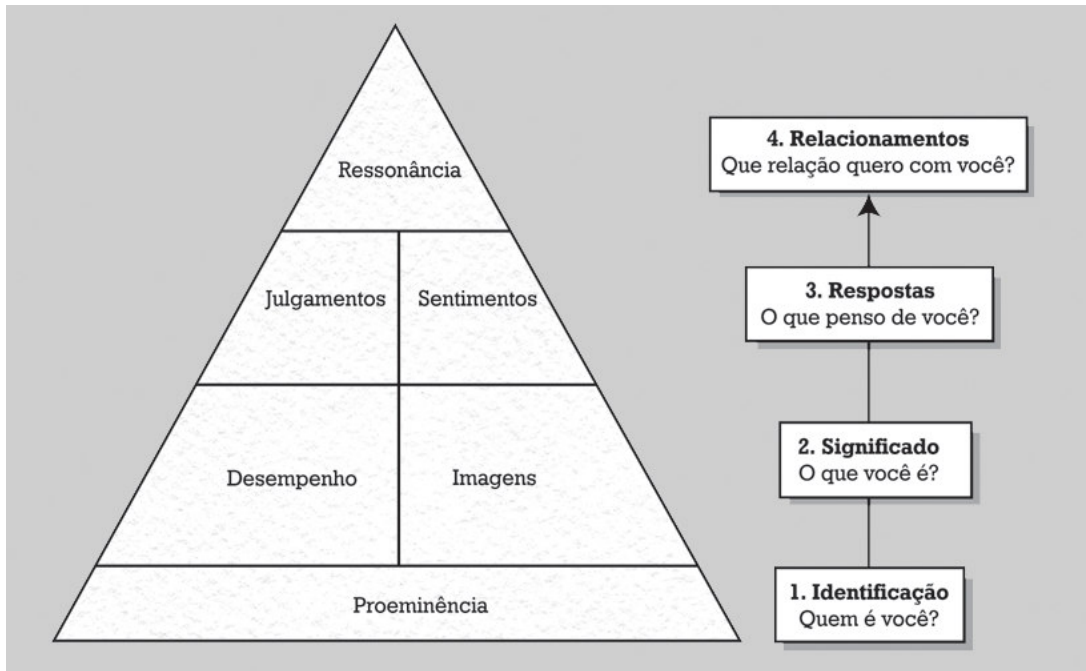 Ressonância
Julgamentos
Sentimentos
Desempenho
Imagens
Proeminência
4. Relacionamentos
Que relação quero com você?
3. Respostas
O que penso de você?
2. Significado
O que você é?
1. Identificação
Quem é você?